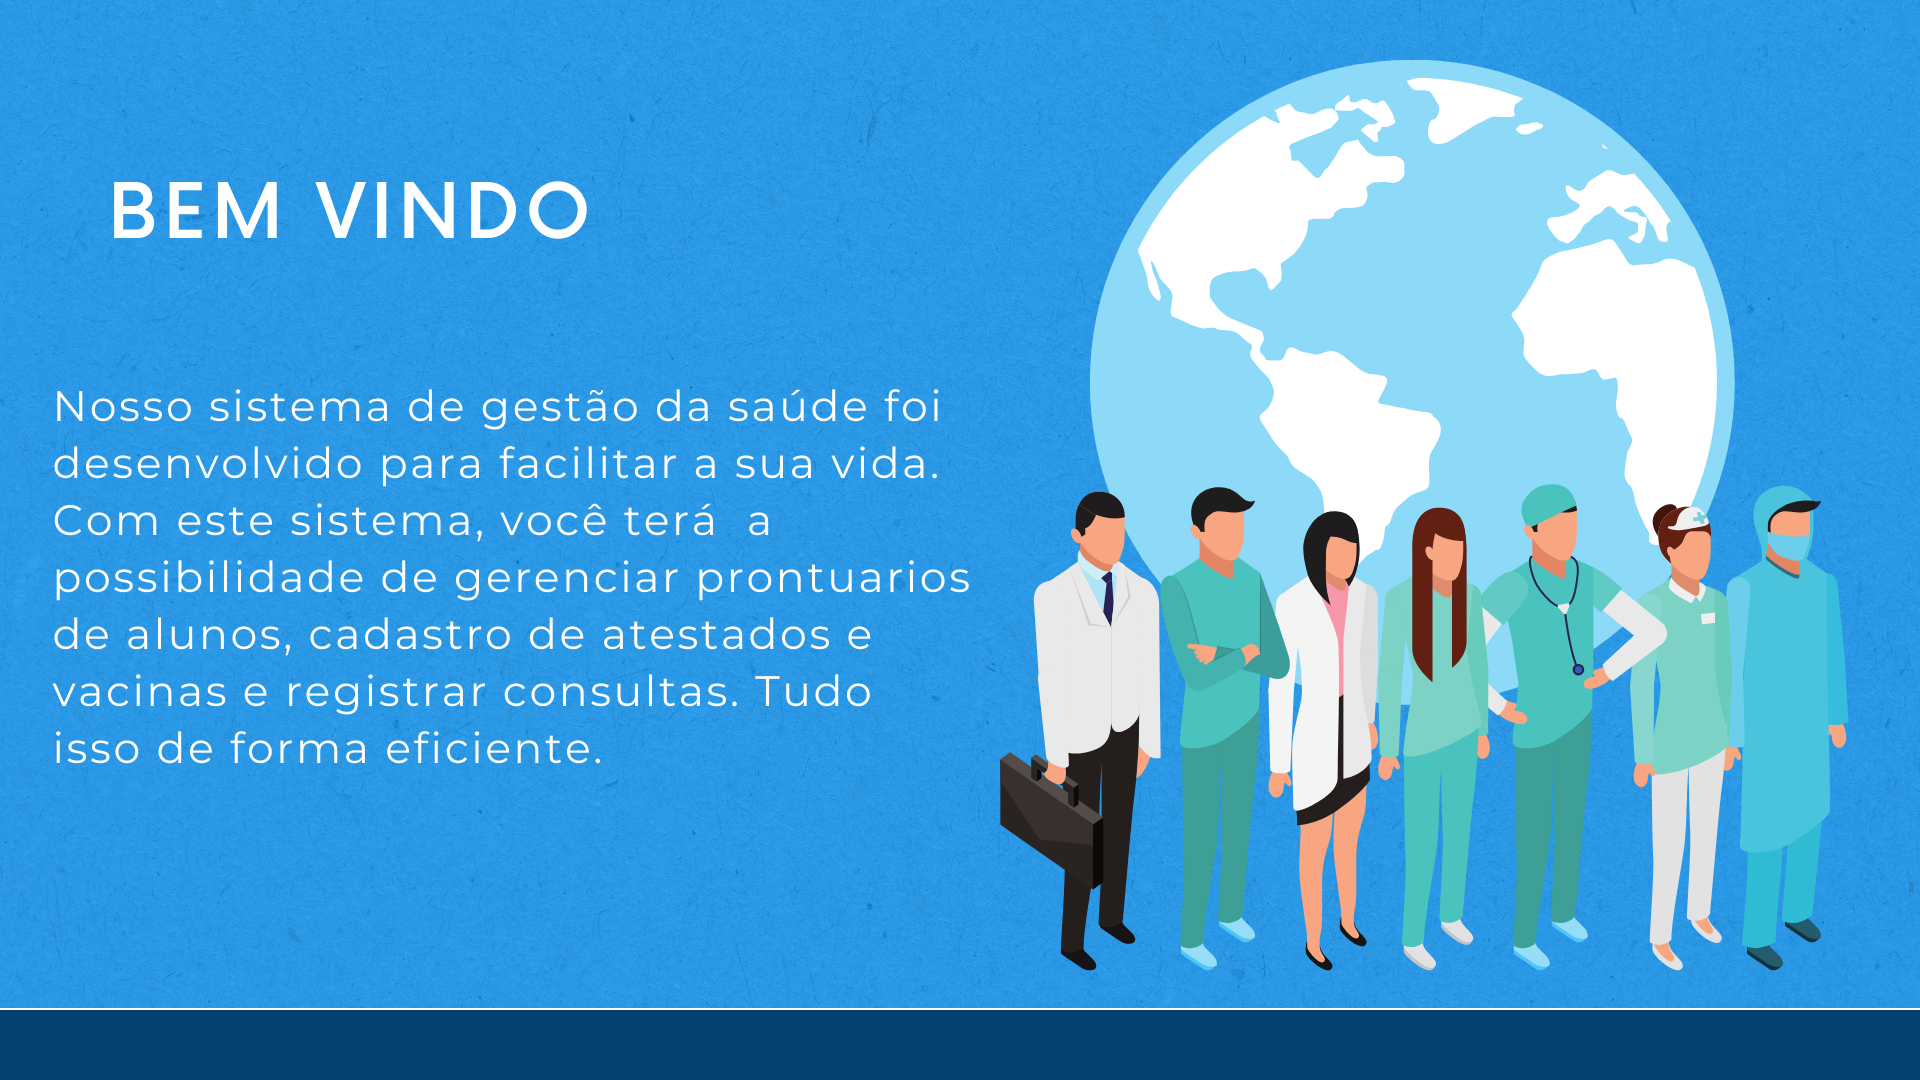 BEM VINDO
Nosso sistema de gestão da saúde foi
desenvolvido para facilitar a sua vida.
Com este sistema, você terá  a
possibilidade de gerenciar prontuarios
de alunos, cadastro de atestados e
vacinas e registrar consultas. Tudo
isso de forma eficiente.